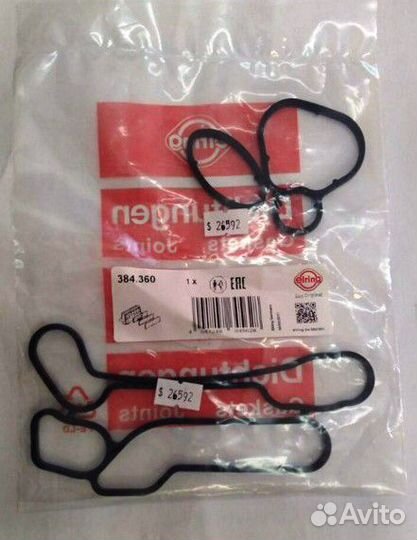 elring
Dichtungen
Gaskets,
Joints
$ 26592
384.360
1 x
EAC
elring
Das Original
Dichtungen
Gaskets
Joints
$ 26592
Avito